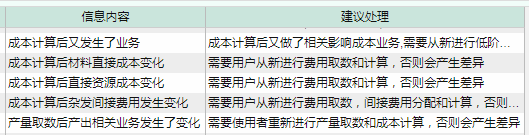 信息内容 建议处理
成本计算后又发生了业务 成本计算后又做了相关影响成本业务,需要从新进行低阶...
成本计算后材料直接成本变化 需要用户从新进行费用取数和计算，否则会产生差异
成本计算后直接资源成本变化 需要用户从新进行费用取数和计算，否则会产生差异
成本计算后杂发间接费用发生变化 需要用户从新进行费用取数，间接费用分配和计算，否则...
产量取数后产出相关业务发生了变化 需要使用者重新进行产量取数和成本计算，否则会产生差异